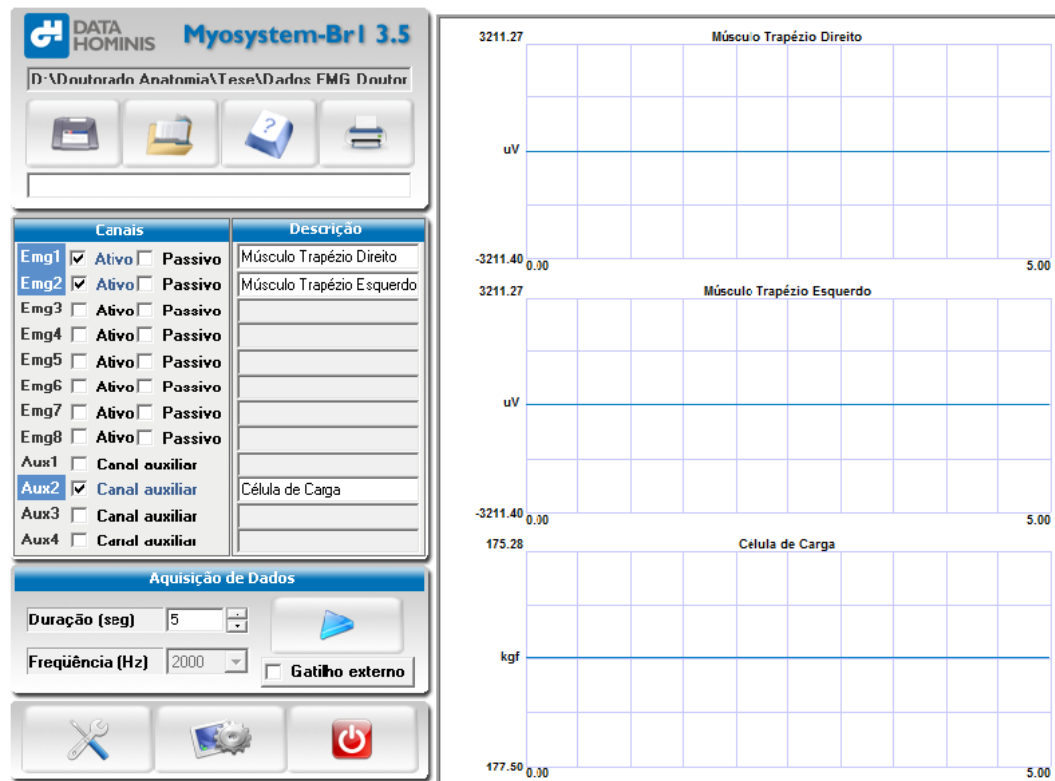 DATA
HOMINIS
Myosystem-Br1 3.5
D:\Doutorado Anatomia\Tese\Dados EMG Doutor
?
Canais
Descrição
Emg1 Ativo Passivo Músculo Trapézio Direito
Emg2 Ativo Passivo Músculo Trapézio Esquerdo
Emg3 Ativo Passivo
Emg4 Ativo Passivo
Emg5 Ativo Passivo
Emg6 Ativo Passivo
Emg7 Ativo Passivo
Emg8 Ativo Passivo
Aux1 Canal auxiliar
Aux2 Canal auxiliar Célula de Carga
Aux3 Canal auxiliar
Aux4 Canal auxiliar
Aquisição de Dados
Duração (seg) 5
Freqüência (Hz) 2000
Gatilho externo
3211.27
Músculo Trapézio Direito
uV
-3211.40
0.00
5.00
3211.27
Músculo Trapézio Esquerdo
uV
-3211.40
0.00
5.00
175.28
Célula de Carga
kgf
177.50
0.00
5.00